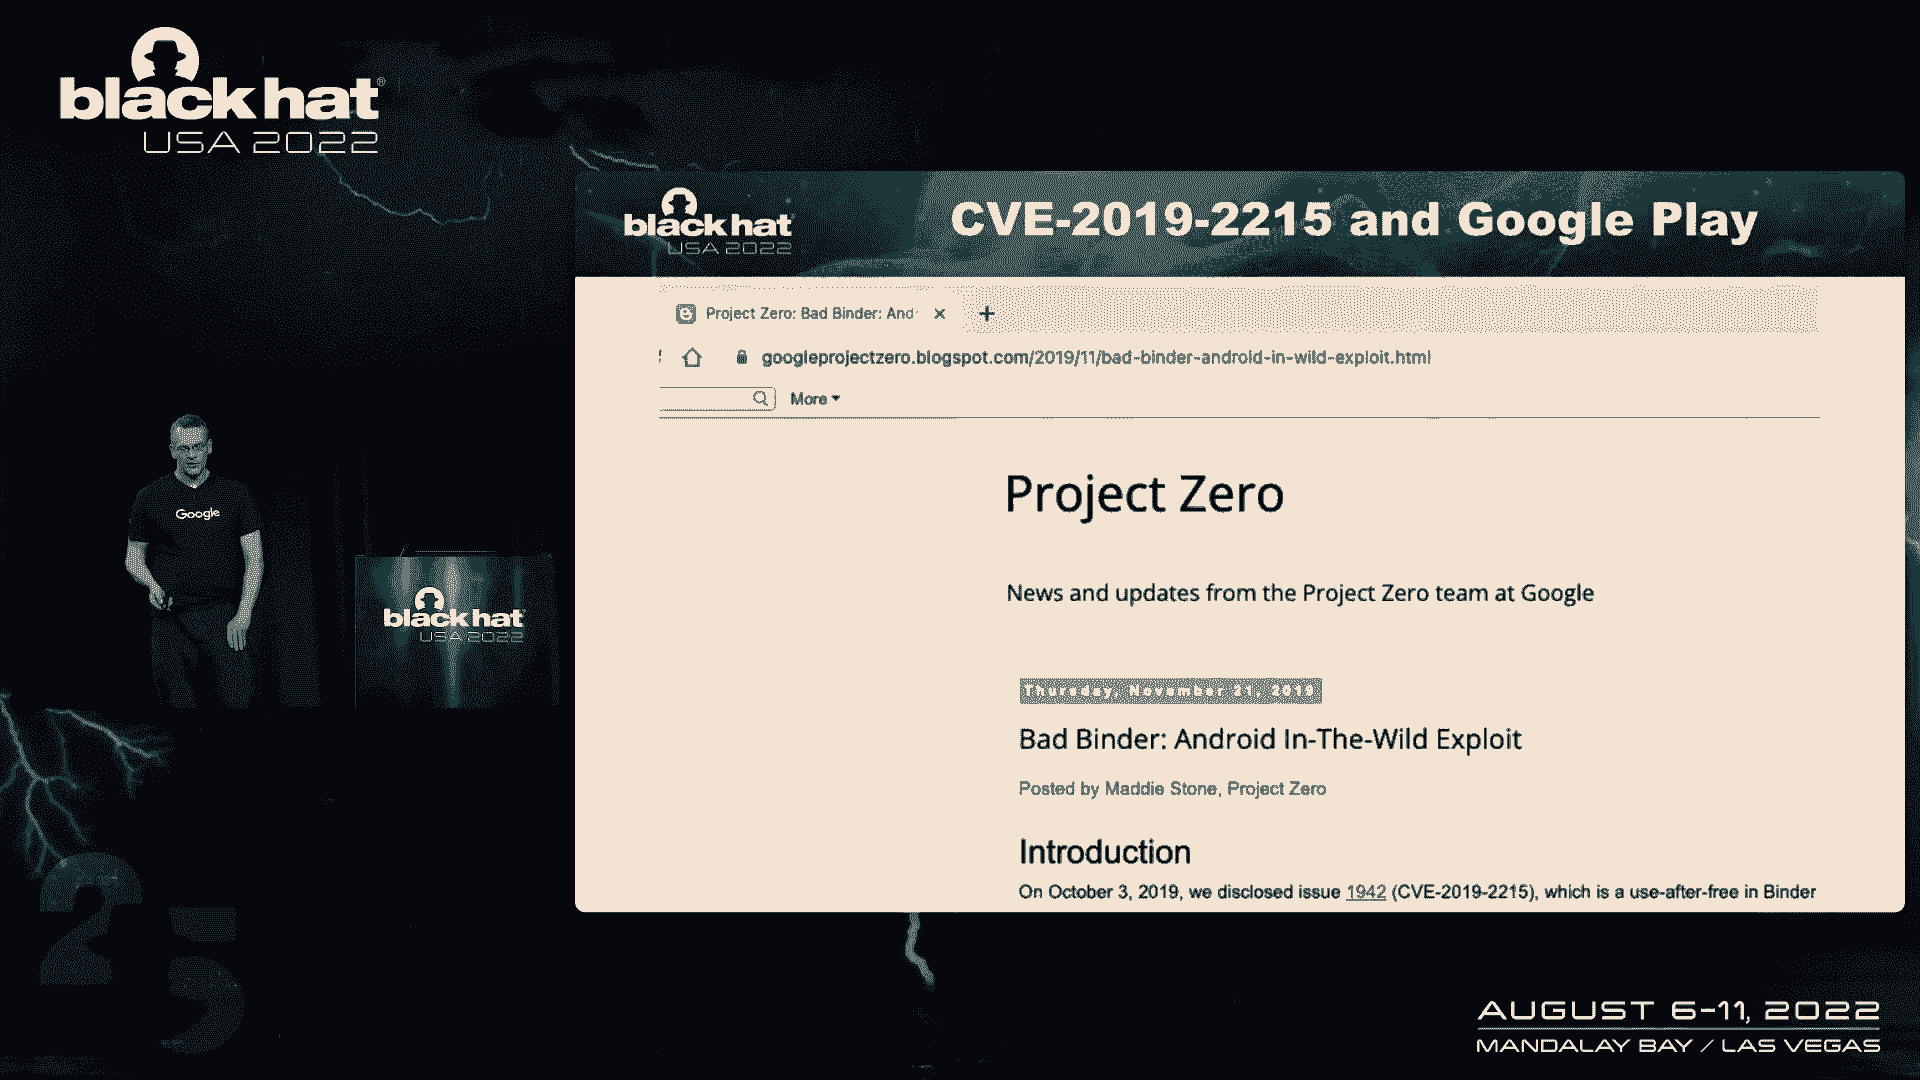 black hat®
USA 2022
black hat
USA 2022
CVE-2019-2215 and Google Play
Project Zero: Bad Binder: And
googleprojectzero.blogspot.com/2019/11/bad-binder-android-in-wild-exploit.html
More
Project Zero
News and updates from the Project Zero team at Google
Thursday, November 21, 2019
Bad Binder: Android In-The-Wild Exploit
Posted by Maddie Stone, Project Zero
Introduction
On October 3, 2019, we disclosed issue 1942 (CVE-2019-2215), which is a use-after-free in Binder
Google
black hat
USA 2022
25
AUGUST 6-11, 2022
MANDALAY BAY / LAS VEGAS